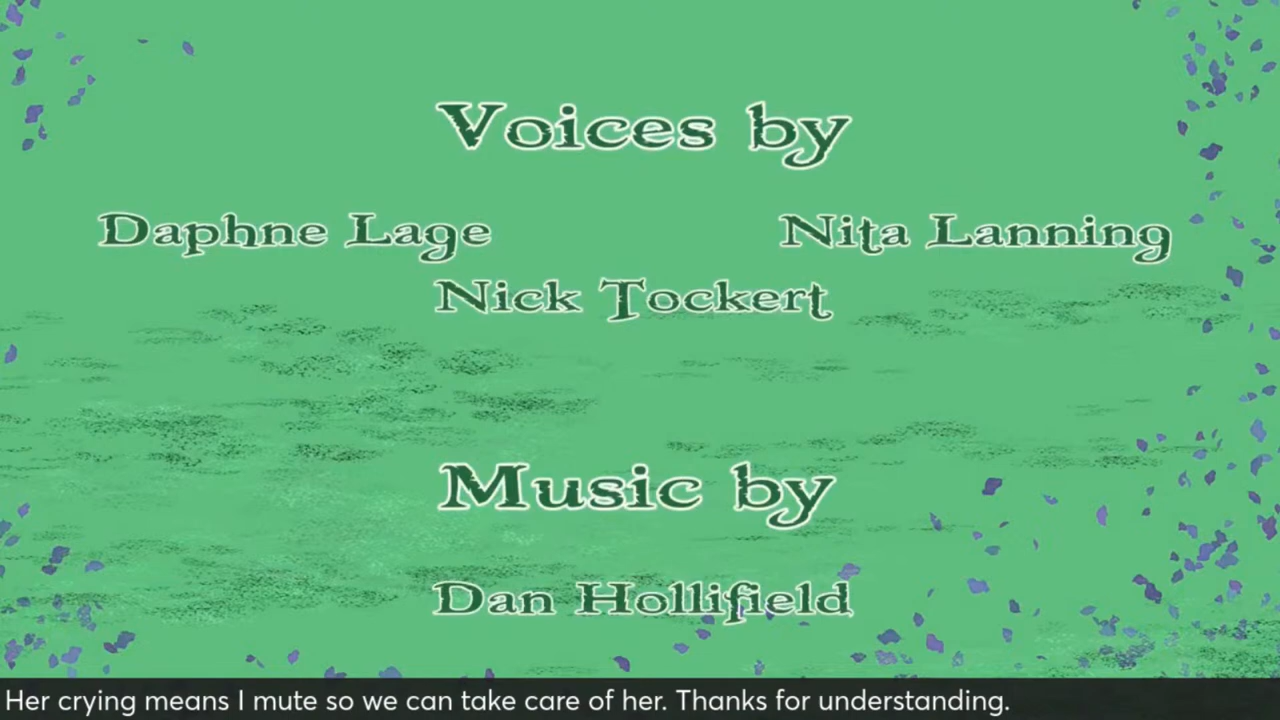 Voices by
Daphne Lage Nita Lanning
Nick Tockert
Music by
Dan Hollifield
Her crying means I mute so we can take care of her. Thanks for understanding.